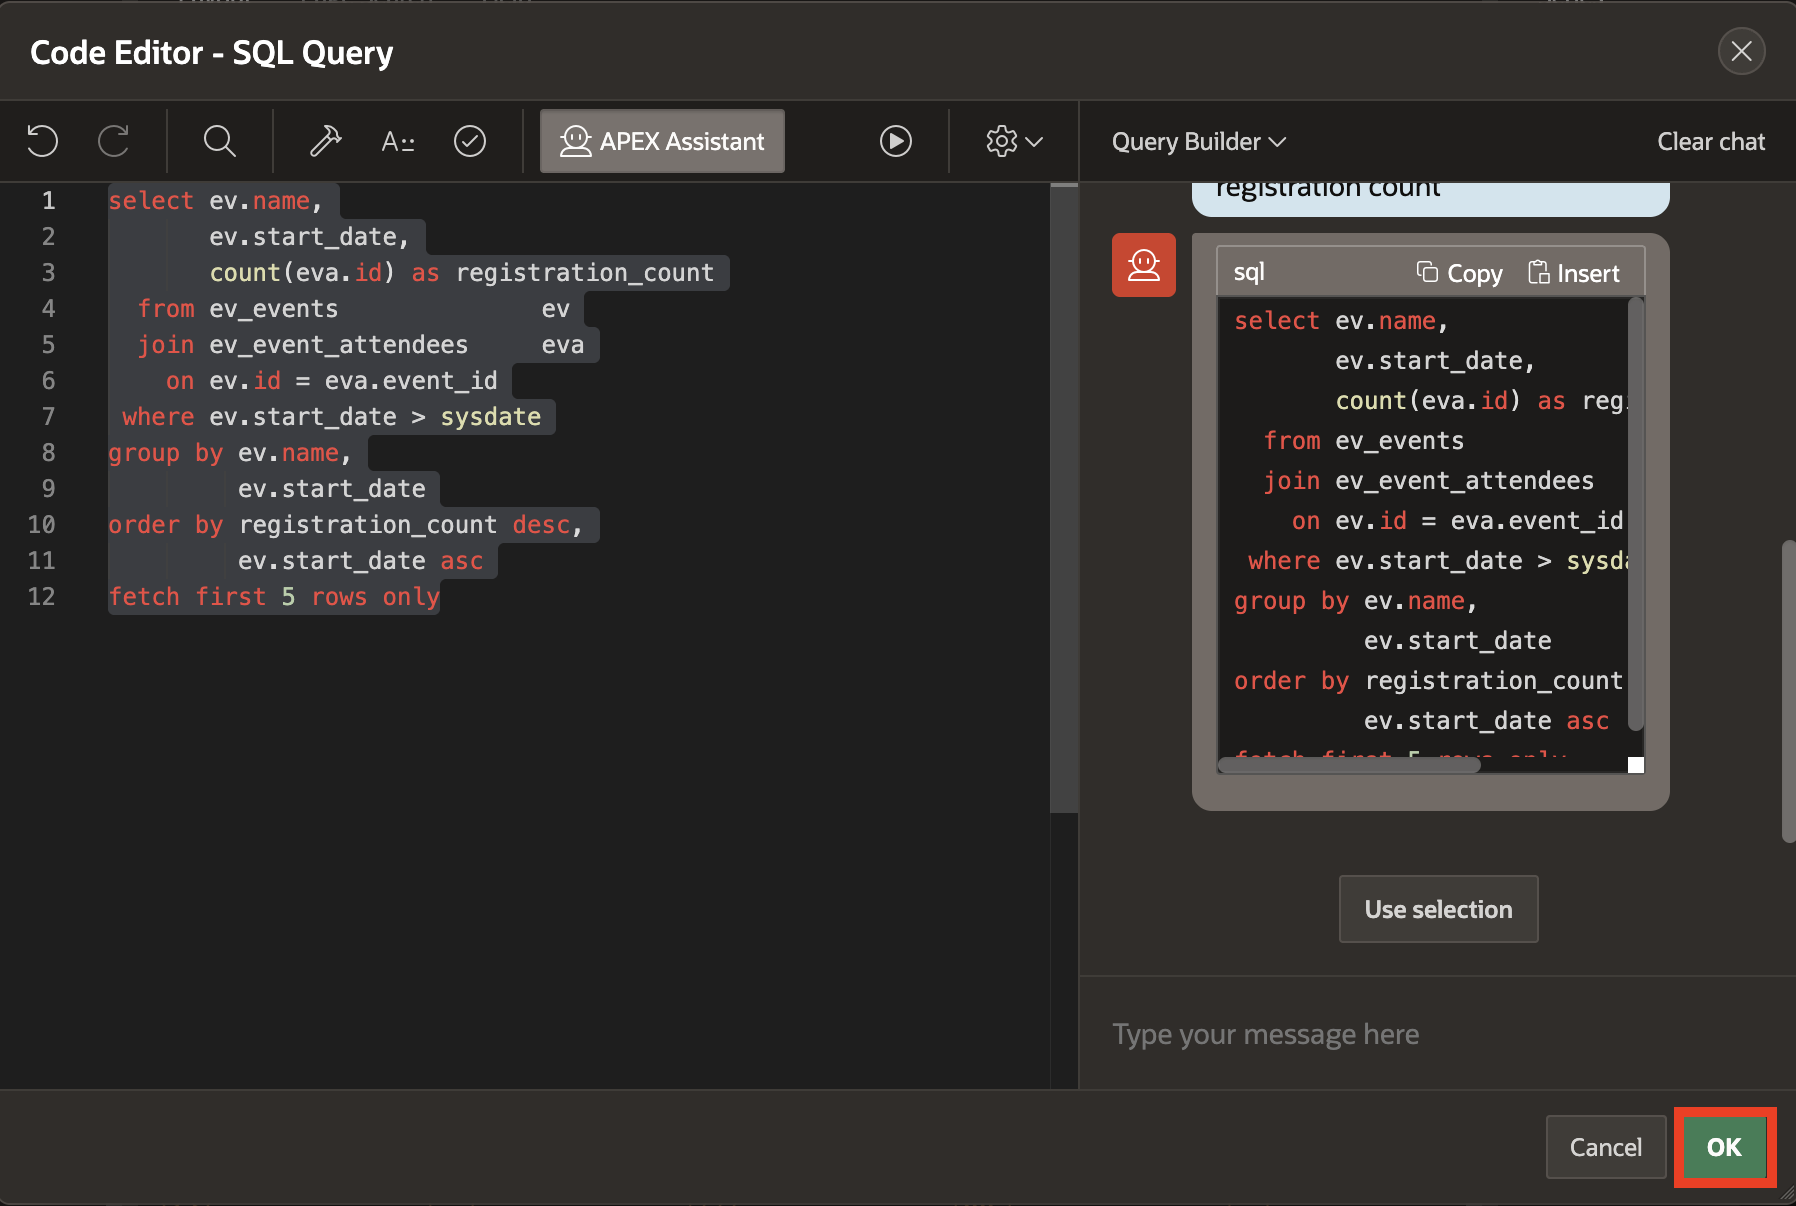 Code Editor - SQL Query
APEX Assistant
Query Builder
Clear chat
1 select ev.name,
2 ev.start_date,
3 count(eva.id) as registration_count
4 from ev_events ev
5 join ev_event_attendees eva
6 on ev.id = eva.event_id
7 where ev.start_date > sysdate
8 group by ev.name,
9 ev.start_date
10 order by registration_count desc,
11 ev.start_date asc
12 fetch first 5 rows only
registration count
sql
Copy
Insert
select ev.name,
ev.start_date,
count(eva.id) as
from ev_events
join ev_event_attendees
on ev.id = eva.event_id
where ev.start_date >
group by ev.name,
ev.start_date
order by registration_count
ev.start_date asc
fetch first 5 rows only
Use selection
Type your message here
Cancel
OK